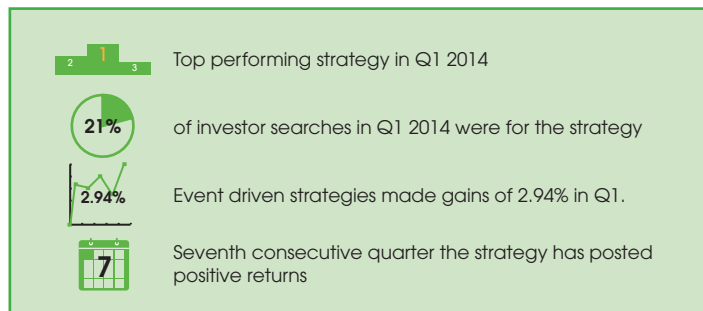 2 1 3
Top performing strategy in Q1 2014
21%
of investor searches in Q1 2014 were for the strategy
2.94%
Event driven strategies made gains of 2.94% in Q1.
7
Seventh consecutive quarter the strategy has posted
positive returns